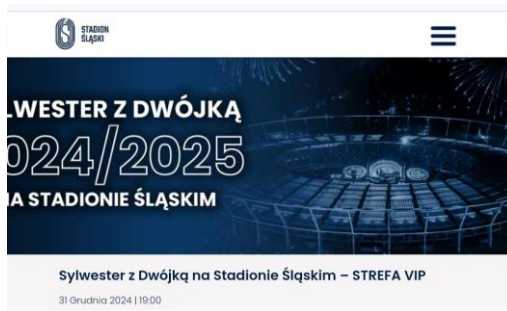 STADION
ŚLĄSKI
LWESTER Z DWÓJKĄ
024/2025
NA STADIONIE ŚLĄSKIM
Sylwester z Dwójką na Stadionie Śląskim – STREFA VIP
31 Grudnia 2024 | 19:00